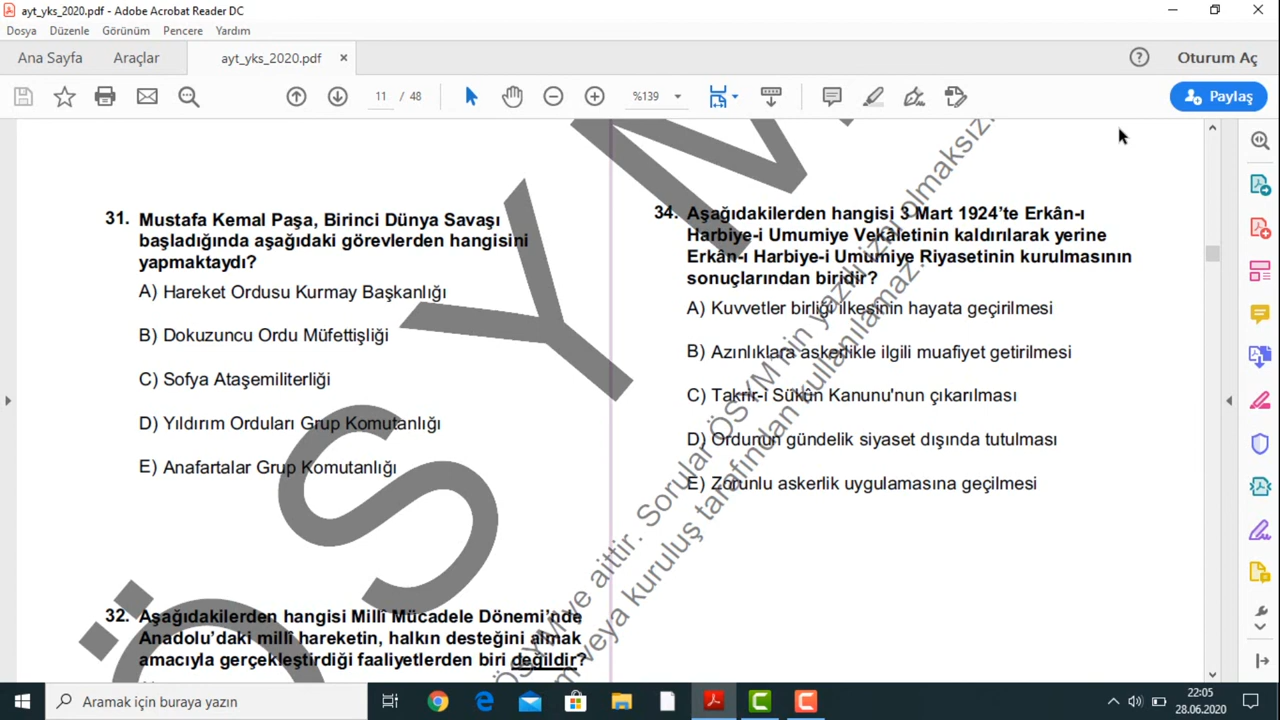 ayt_yks_2020.pdf - Adobe Acrobat Reader DC
Dosya Düzenle Görünüm Pencere Yardım
Ana Sayfa Araçlar ayt_yks_2020.pdf × Oturum Aç
11 / 48 %139 Paylaş
31. Mustafa Kemal Paşa, Birinci Dünya Savaşı
başladığında aşağıdaki görevlerden hangisini
yapmaktaydı?
A) Hareket Ordusu Kurmay Başkanlığı
B) Dokuzuncu Ordu Müfettişliği
C) Sofya Ataşemiliterliği
D) Yıldırım Orduları Grup Komutanlığı
E) Anafartalar Grup Komutanlığı
32. Aşağıdakilerden hangisi Millî Mücadele Dönemi'nde
Anadolu'daki millî hareketin, halkın desteğini almak
amacıyla gerçekleştirdiği faaliyetlerden biri değildir?
34. Aşağıdakilerden hangisi 3 Mart 1924'te Erkân-ı
Harbiye-i Umumiye Vekâletinin kaldırılarak yerine
Erkân-ı Harbiye-i Umumiye Riyasetinin kurulmasının
sonuçlarından biridir?
A) Kuvvetler birliği ilkesinin hayata geçirilmesi
B) Azınlıklara askerlikle ilgili muafiyet getirilmesi
C) Takrir-i Sükûn Kanunu'nun çıkarılması
D) Ordunun gündelik siyaset dışında tutulması
E) Zorunlu askerlik uygulamasına geçilmesi
ÖSYM
ÖSYM'ye aittir. Sorular ÖSYM'nin yazılı izni olmaksızı
veya kuruluş tarafından kullanılamaz.
Aramak için buraya yazın
22:05
28.06.2020